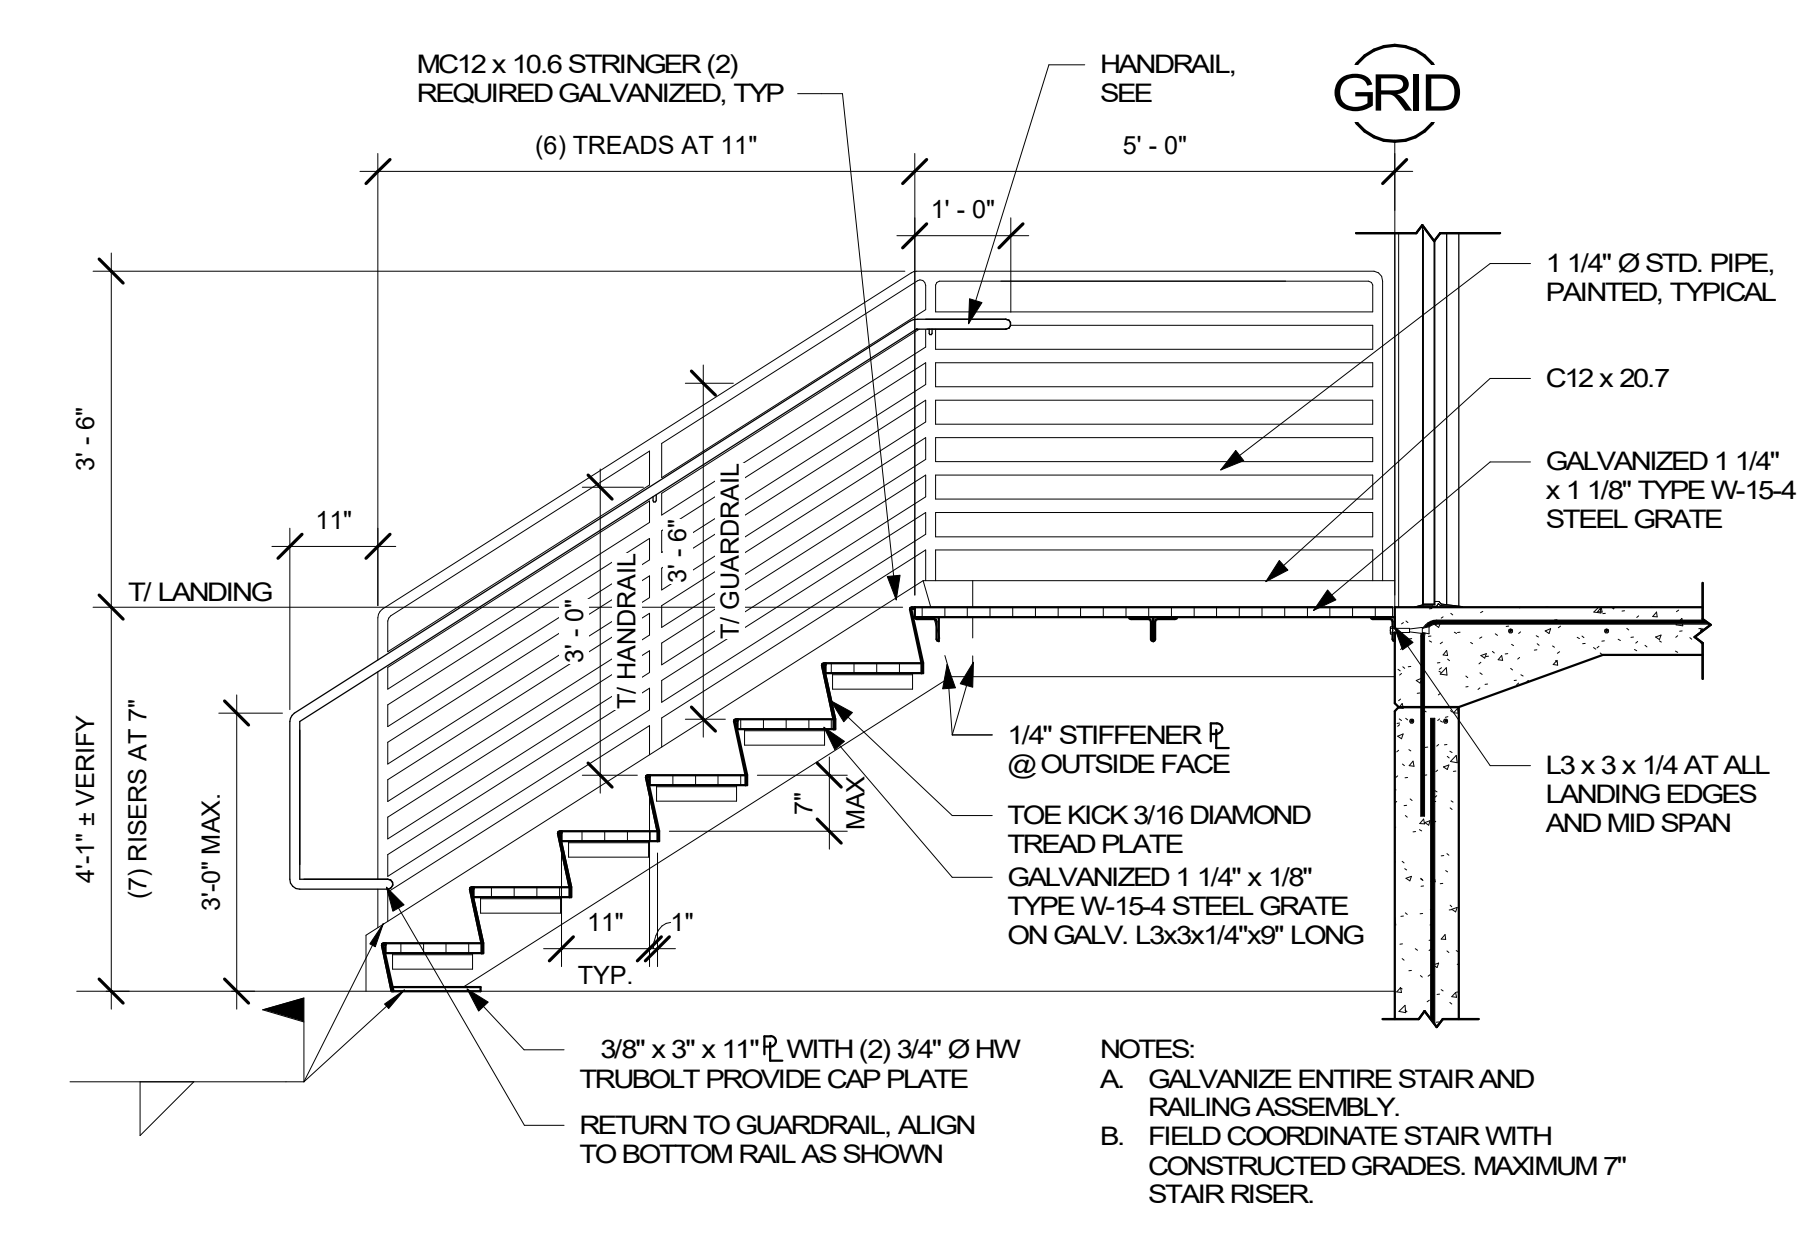 MC12 x 10.6 STRINGER (2)
REQUIRED GALVANIZED, TYP
HANDRAIL,
SEE
GRID
(6) TREADS AT 11"
5' - 0"
1' - 0"
1 1/4" Ø STD. PIPE,
PAINTED, TYPICAL
C12 x 20.7
GALVANIZED 1 1/4"
x 1 1/8" TYPE W-15-4
STEEL GRATE
3' - 6"
11"
T/ LANDING
3' - 0"
T/ HANDRAIL
3' - 6"
T/ GUARDRAIL
4'-1" ± VERIFY
(7) RISERS AT 7"
3'-0" MAX.
7"
MAX
11"
TYP.
1"
1/4" STIFFENER PL
@ OUTSIDE FACE
TOE KICK 3/16 DIAMOND
TREAD PLATE
GALVANIZED 1 1/4" x 1/8"
TYPE W-15-4 STEEL GRATE
ON GALV. L3x3x1/4"x9" LONG
L3 x 3 x 1/4 AT ALL
LANDING EDGES
AND MID SPAN
3/8" x 3" x 11" PL WITH (2) 3/4" Ø HW
TRUBOLT PROVIDE CAP PLATE
RETURN TO GUARDRAIL, ALIGN
TO BOTTOM RAIL AS SHOWN
NOTES:
A. GALVANIZE ENTIRE STAIR AND
RAILING ASSEMBLY.
B. FIELD COORDINATE STAIR WITH
CONSTRUCTED GRADES. MAXIMUM 7"
STAIR RISER.